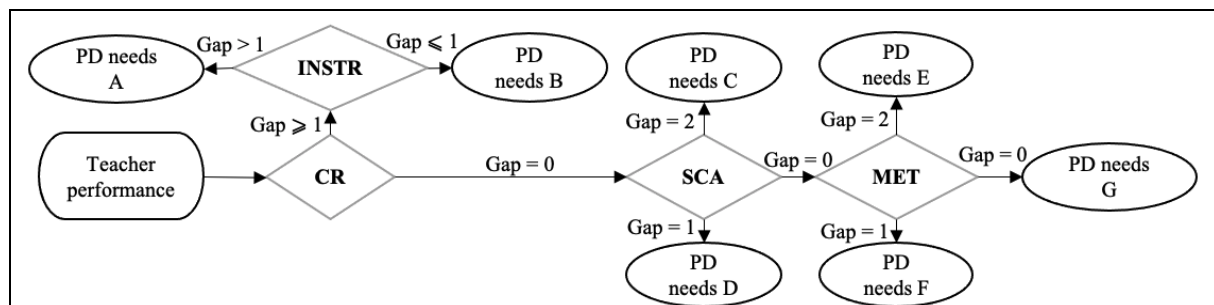 PD needs
A
Gap > 1
INSTR
Gap ⩽ 1
PD
needs B
PD
needs C
PD
needs E
Gap ⩾ 1
Gap = 2
Gap = 2
Teacher
performance
CR
Gap = 0
SCA
Gap = 0
MET
Gap = 0
PD needs
G
Gap = 1
Gap = 1
PD
needs D
PD
needs F